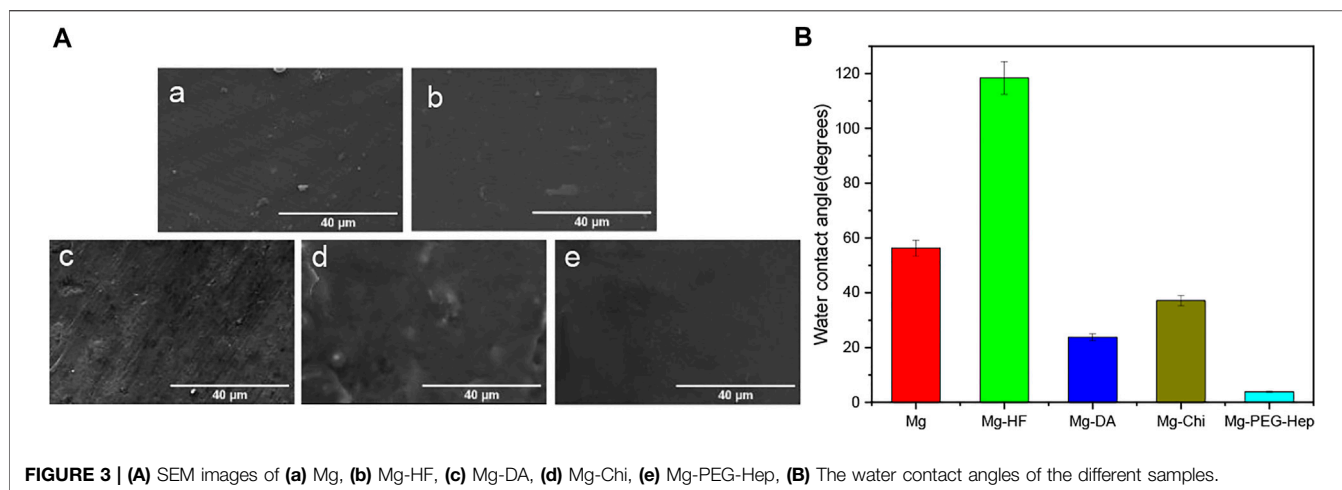 A
a
40 µm
b
40 µm
c
40 µm
d
40 µm
e
40 µm
B
Water contact angle(degrees)
120
100
80
60
40
20
0
Mg
Mg-HF
Mg-DA
Mg-Chi
Mg-PEG-Hep
FIGURE 3 | (A) SEM images of (a) Mg, (b) Mg-HF, (c) Mg-DA, (d) Mg-Chi, (e) Mg-PEG-Hep, (B) The water contact angles of the different samples.